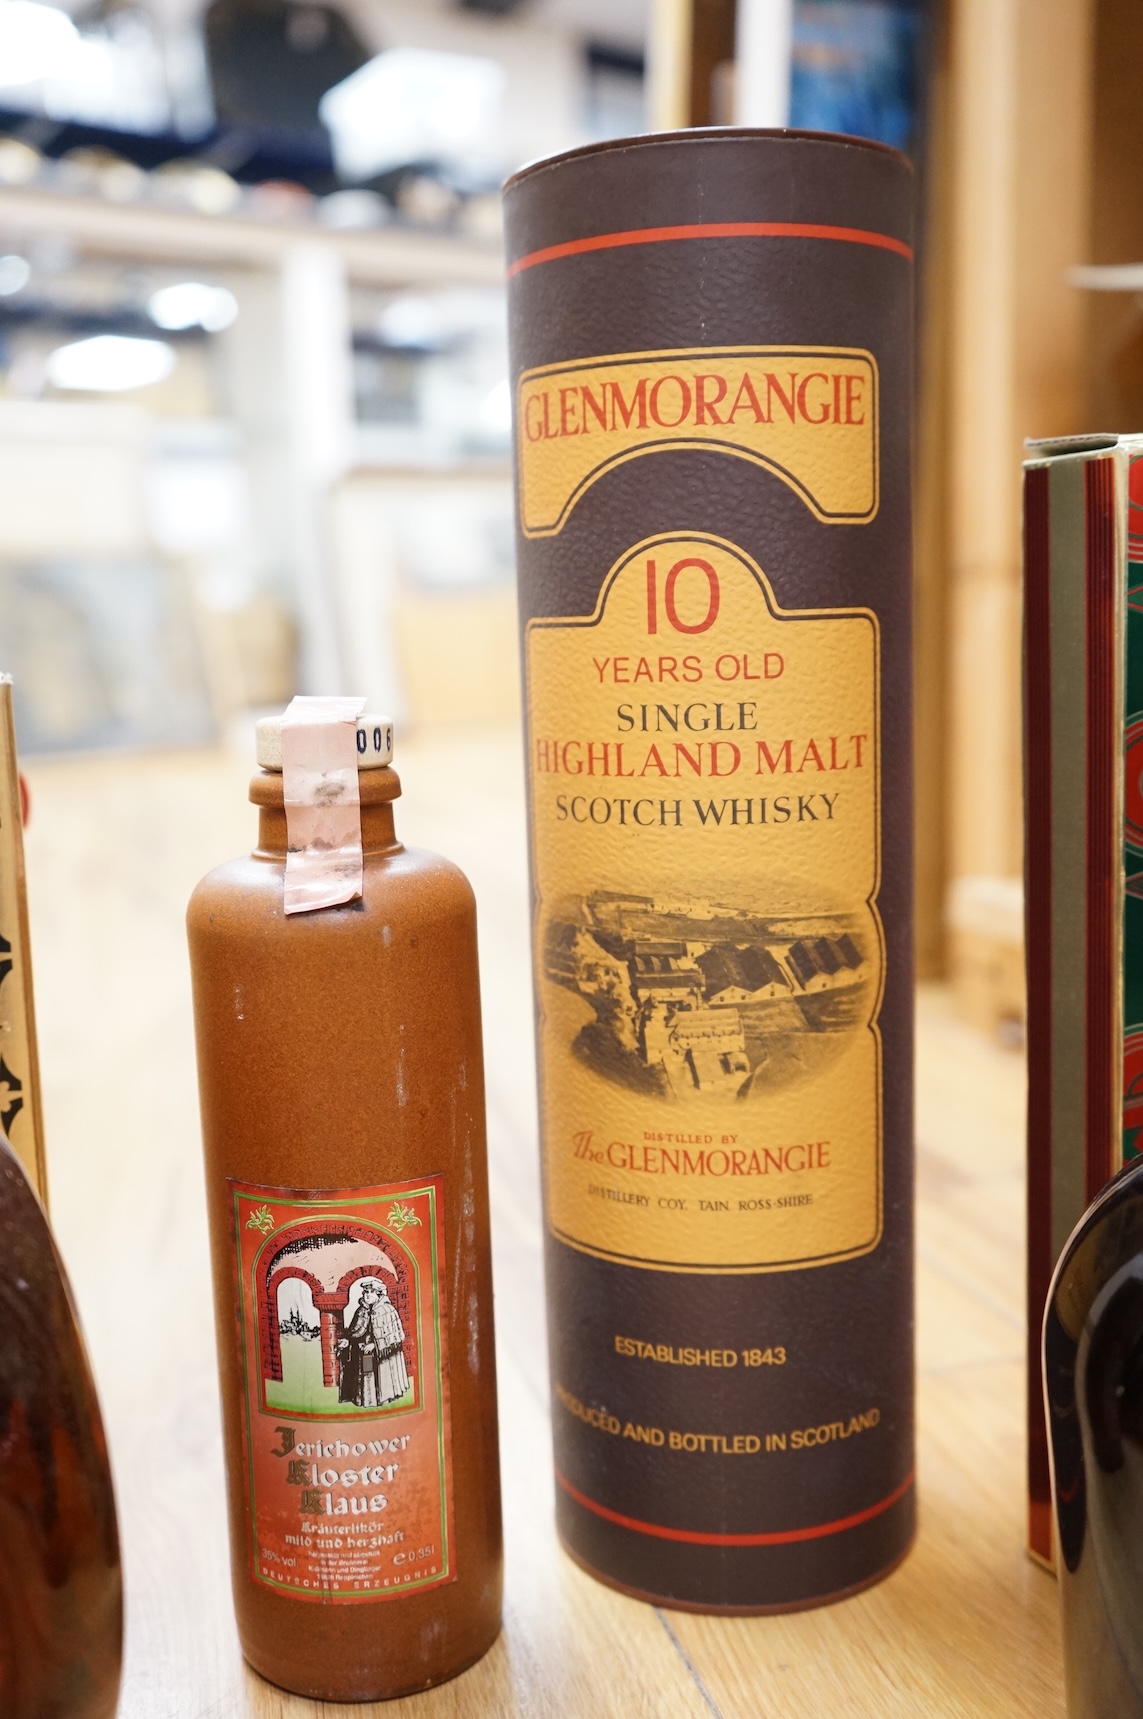 GLENMORANGIE
10
YEARS OLD
SINGLE
HIGHLAND MALT
SCOTCH WHISKY
DISTILLED BY
The GLENMORANGIE
DISTILLERY COY. TAIN. ROSS-SHIRE
ESTABLISHED 1843
PRODUCED AND BOTTLED IN SCOTLAND
006
Jerichower
Kloster
Klaus
Kräuterlikör
mild und herzhaft
35% vol
e 0,35l
DEUTSCHES ERZEUGNIS